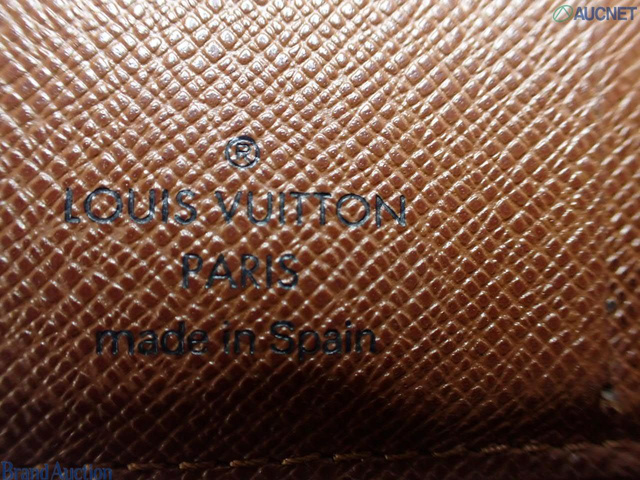 AUCNET
®
LOUIS VUITTON
PARIS
made in Spain
Brand Auction